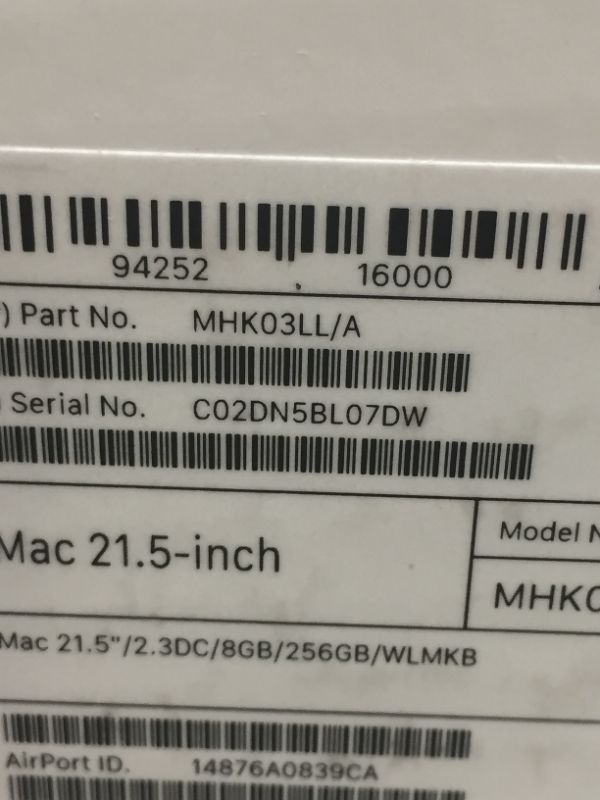 94252 16000
) Part No. MHK03LL/A
Serial No. C02DN5BL07DW
Mac 21.5-inch
Model N
MHK0
Mac 21.5"/2.3DC/8GB/256GB/WLMKB
AirPort ID. 14876A0839CA